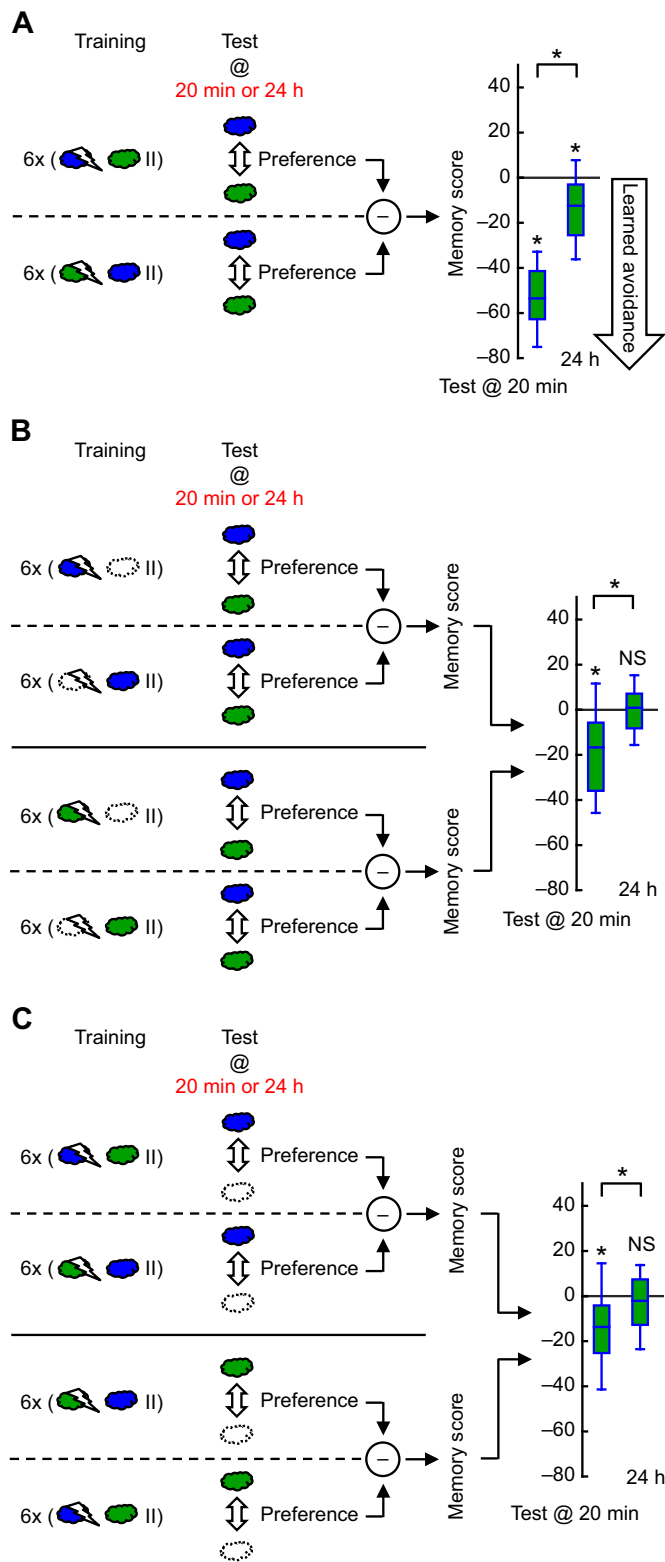 A
Training
Test
@
20 min or 24 h
6x ( II)
Preference
–
6x ( II)
Preference
Memory score
40
20
0
–20
–40
–60
–80
*
*
*
24 h
Test @ 20 min
Learned avoidance
B
Training
Test
@
20 min or 24 h
6x ( II)
Preference
–
6x ( II)
Preference
Memory score
6x ( II)
Preference
–
6x ( II)
Preference
Memory score
40
20
0
–20
–40
–60
–80
*
*
NS
24 h
Test @ 20 min
C
Training
Test
@
20 min or 24 h
6x ( II)
Preference
–
6x ( II)
Preference
Memory score
6x ( II)
Preference
–
6x ( II)
Preference
Memory score
40
20
0
–20
–40
–60
–80
*
*
NS
24 h
Test @ 20 min